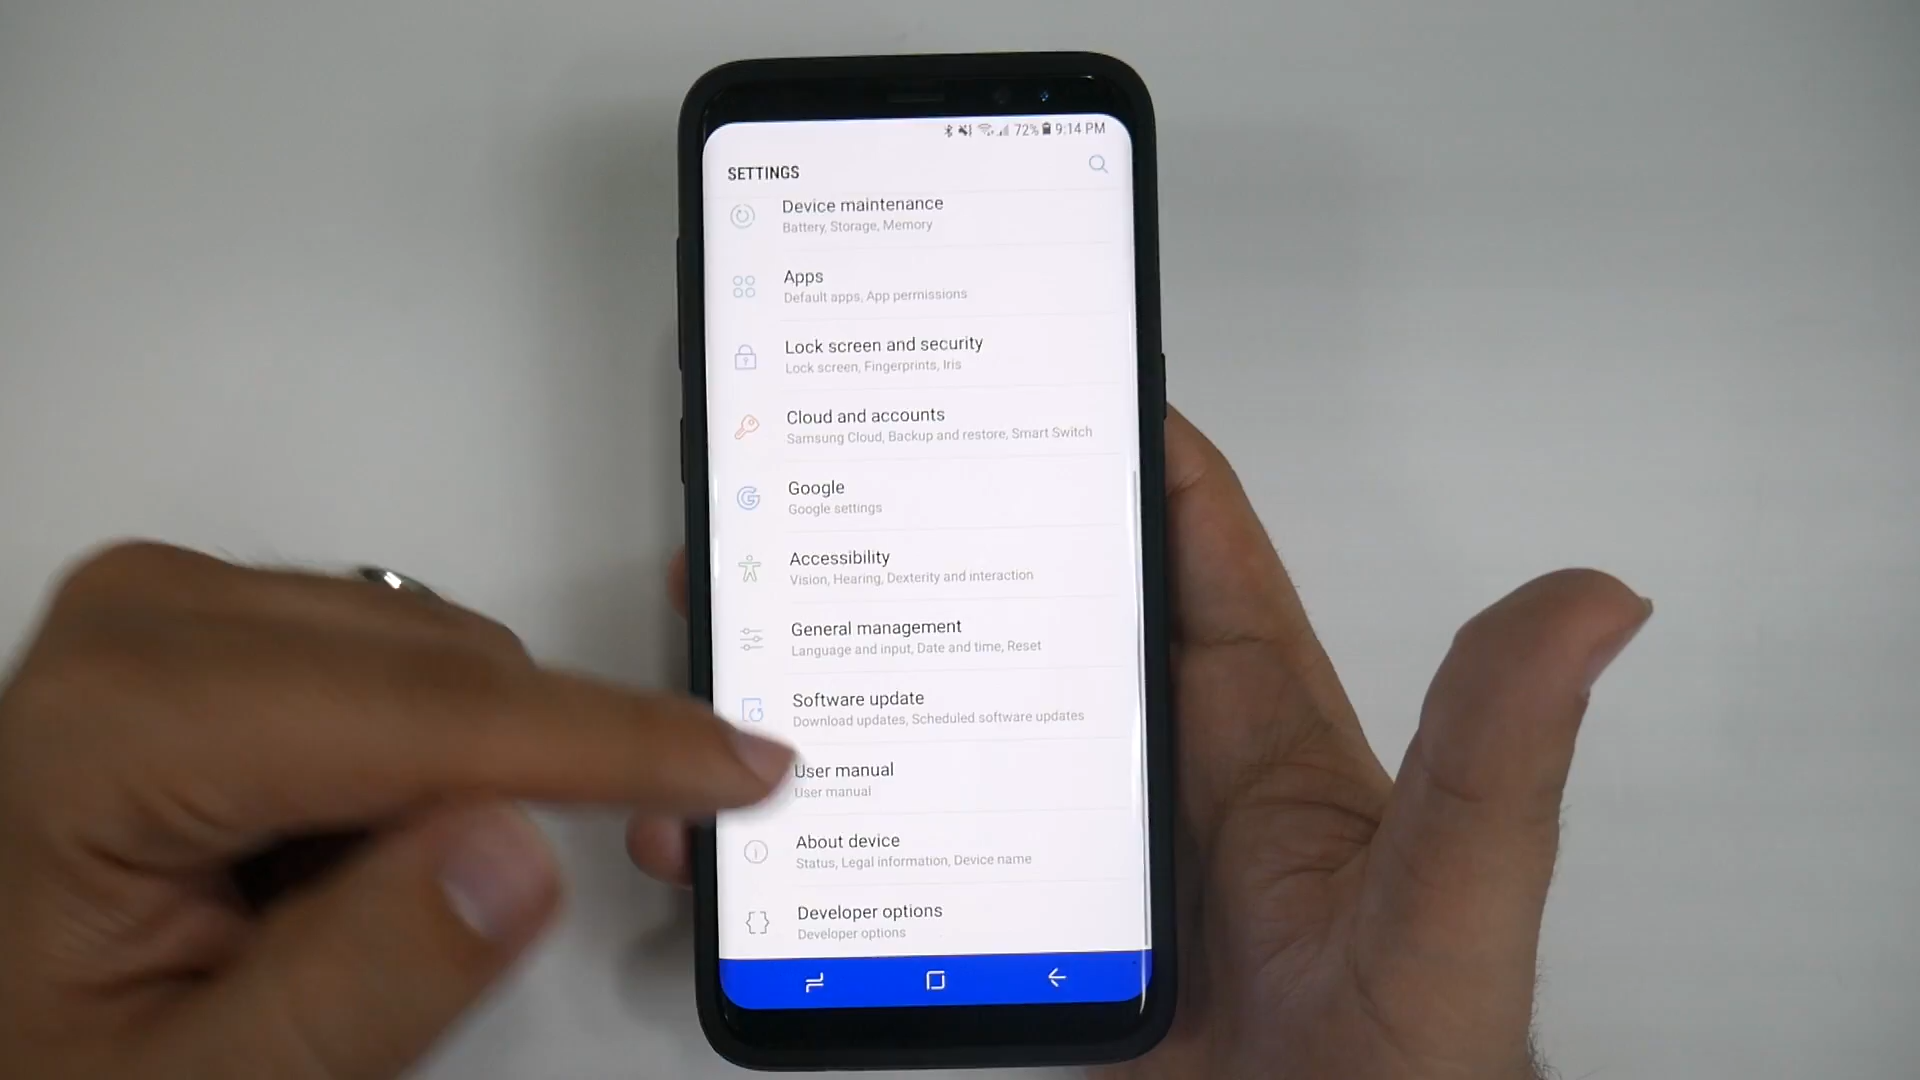 72% 9:14 PM
SETTINGS
Device maintenance
Battery, Storage, Memory
Apps
Default apps, App permissions
Lock screen and security
Lock screen, Fingerprints, Iris
Cloud and accounts
Samsung Cloud, Backup and restore, Smart Switch
Google
Google settings
Accessibility
Vision, Hearing, Dexterity and interaction
General management
Language and input, Date and time, Reset
Software update
Download updates, Scheduled software updates
User manual
User manual
About device
Status, Legal information, Device name
Developer options
Developer options